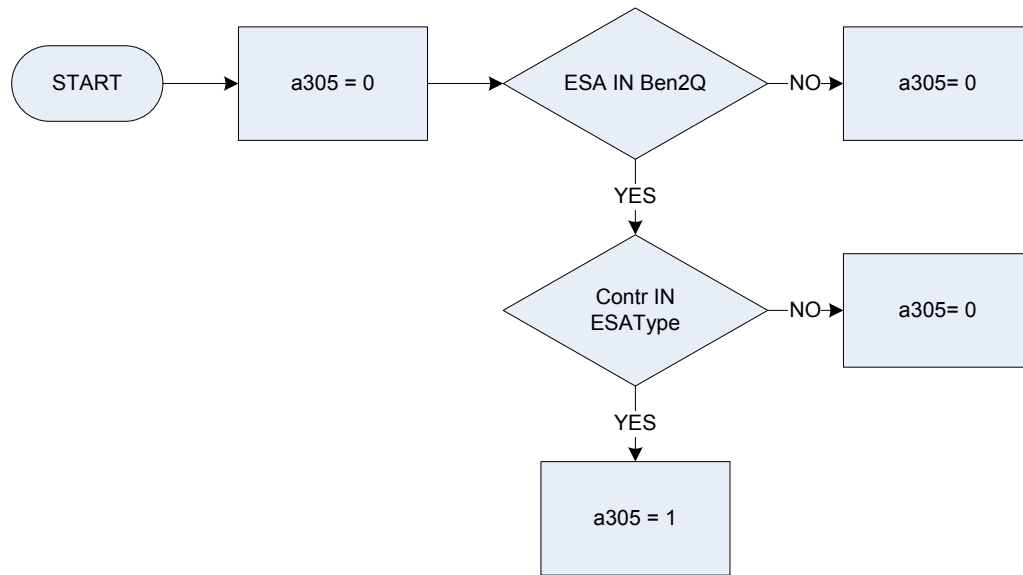 START
a305 = 0
ESA IN Ben2Q
NO
a305= 0
YES
Contr IN
ESAType
NO
a305= 0
YES
a305 = 1